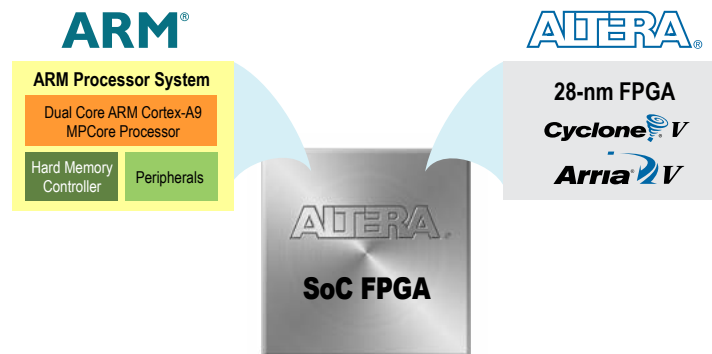 ARM®
ARM Processor System
Dual Core ARM Cortex-A9
MPCore Processor
Hard Memory
Controller
Peripherals
ALTERA®
28-nm FPGA
Cyclone® V
Arria® V
ALTERA®
SoC FPGA